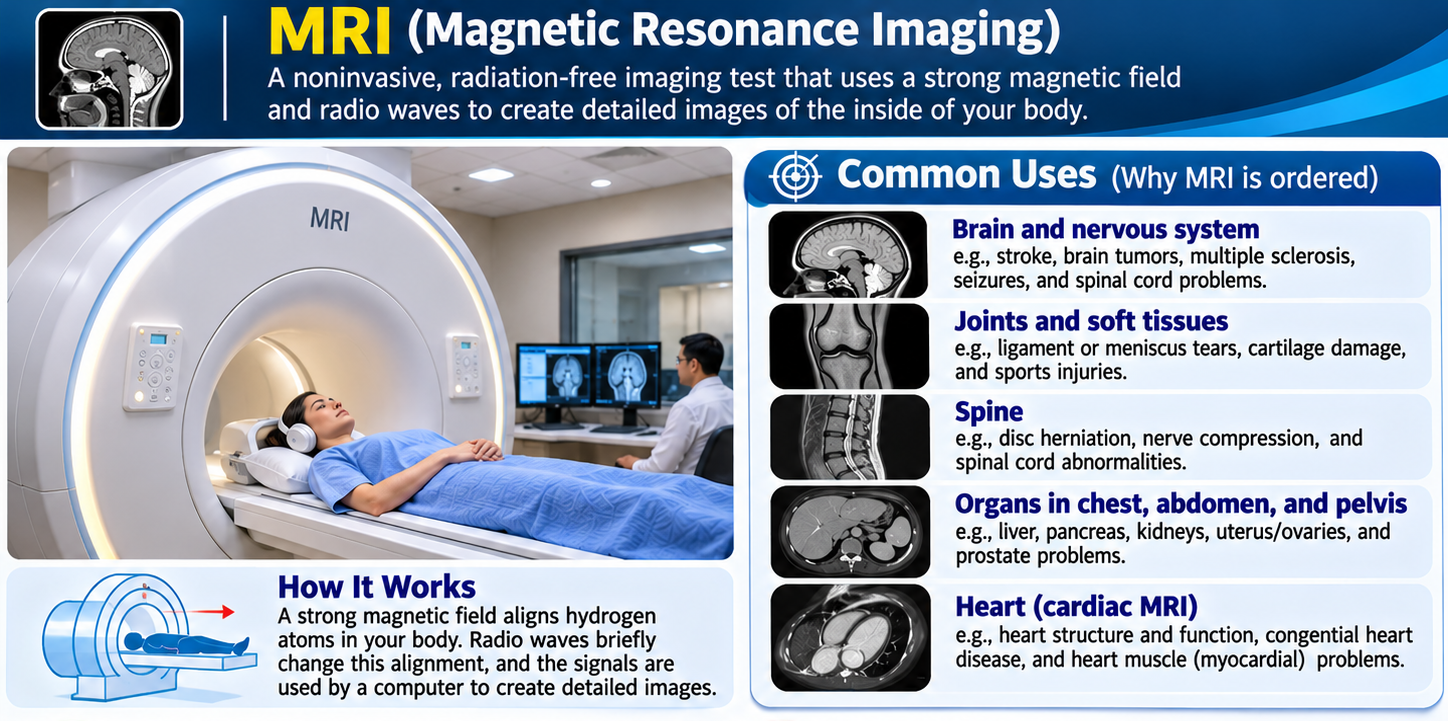 MRI (Magnetic Resonance Imaging)
A noninvasive, radiation-free imaging test that uses a strong magnetic field
and radio waves to create detailed images of the inside of your body.
MRI
How It Works
A strong magnetic field aligns hydrogen
atoms in your body. Radio waves briefly
change this alignment, and the signals are
used by a computer to create detailed images.
Common Uses (Why MRI is ordered)
Brain and nervous system
e.g., stroke, brain tumors, multiple sclerosis,
seizures, and spinal cord problems.
Joints and soft tissues
e.g., ligament or meniscus tears, cartilage damage,
and sports injuries.
Spine
e.g., disc herniation, nerve compression, and
spinal cord abnormalities.
Organs in chest, abdomen, and pelvis
e.g., liver, pancreas, kidneys, uterus/ovaries, and
prostate problems.
Heart (cardiac MRI)
e.g., heart structure and function, congential heart
disease, and heart muscle (myocardial) problems.